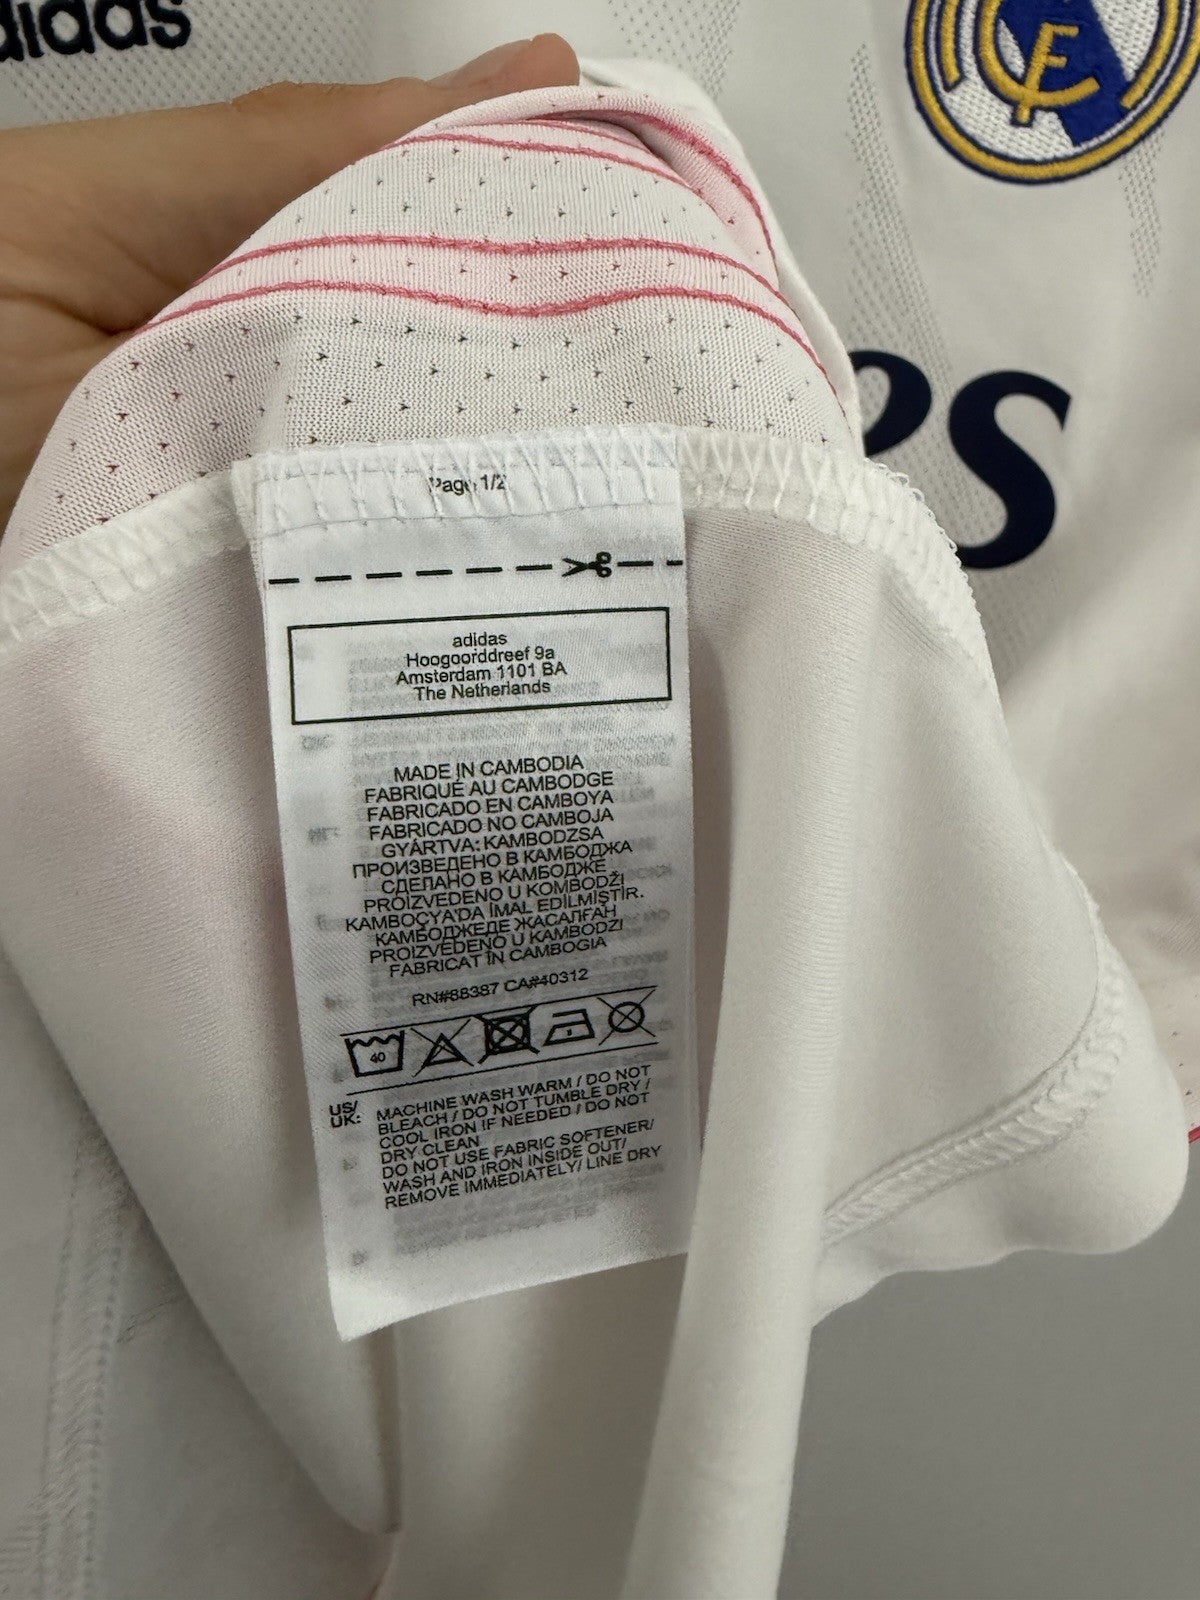 adidas
es
Page 1/2
adidas
Hoogoorddreef 9a
Amsterdam 1101 BA
The Netherlands
MADE IN CAMBODIA
FABRIQUÉ AU CAMBODGE
FABRICADO EN CAMBOYA
FABRICADO NO CAMBOJA
GYÁRTVA: KAMBODZSA
ПРОИЗВЕДЕНО В КАМБОДЖА
СДЕЛАНО В КАМБОДЖЕ
PROIZVEDENO U KOMBODŽI
KAMBOÇYA'DA İMAL EDİLMİŞTİR.
КАМБОДЖЕДЕ ЖАСАЛҒАН
PROIZVEDENO U KAMBODZI
FABRICAT ÎN CAMBOGIA
RN#88387 CA#40312
40
US/
UK:
MACHINE WASH WARM / DO NOT
BLEACH / DO NOT TUMBLE DRY /
COOL IRON IF NEEDED / DO NOT
DRY CLEAN
DO NOT USE FABRIC SOFTENER/
WASH AND IRON INSIDE OUT/
REMOVE IMMEDIATELY/ LINE DRY